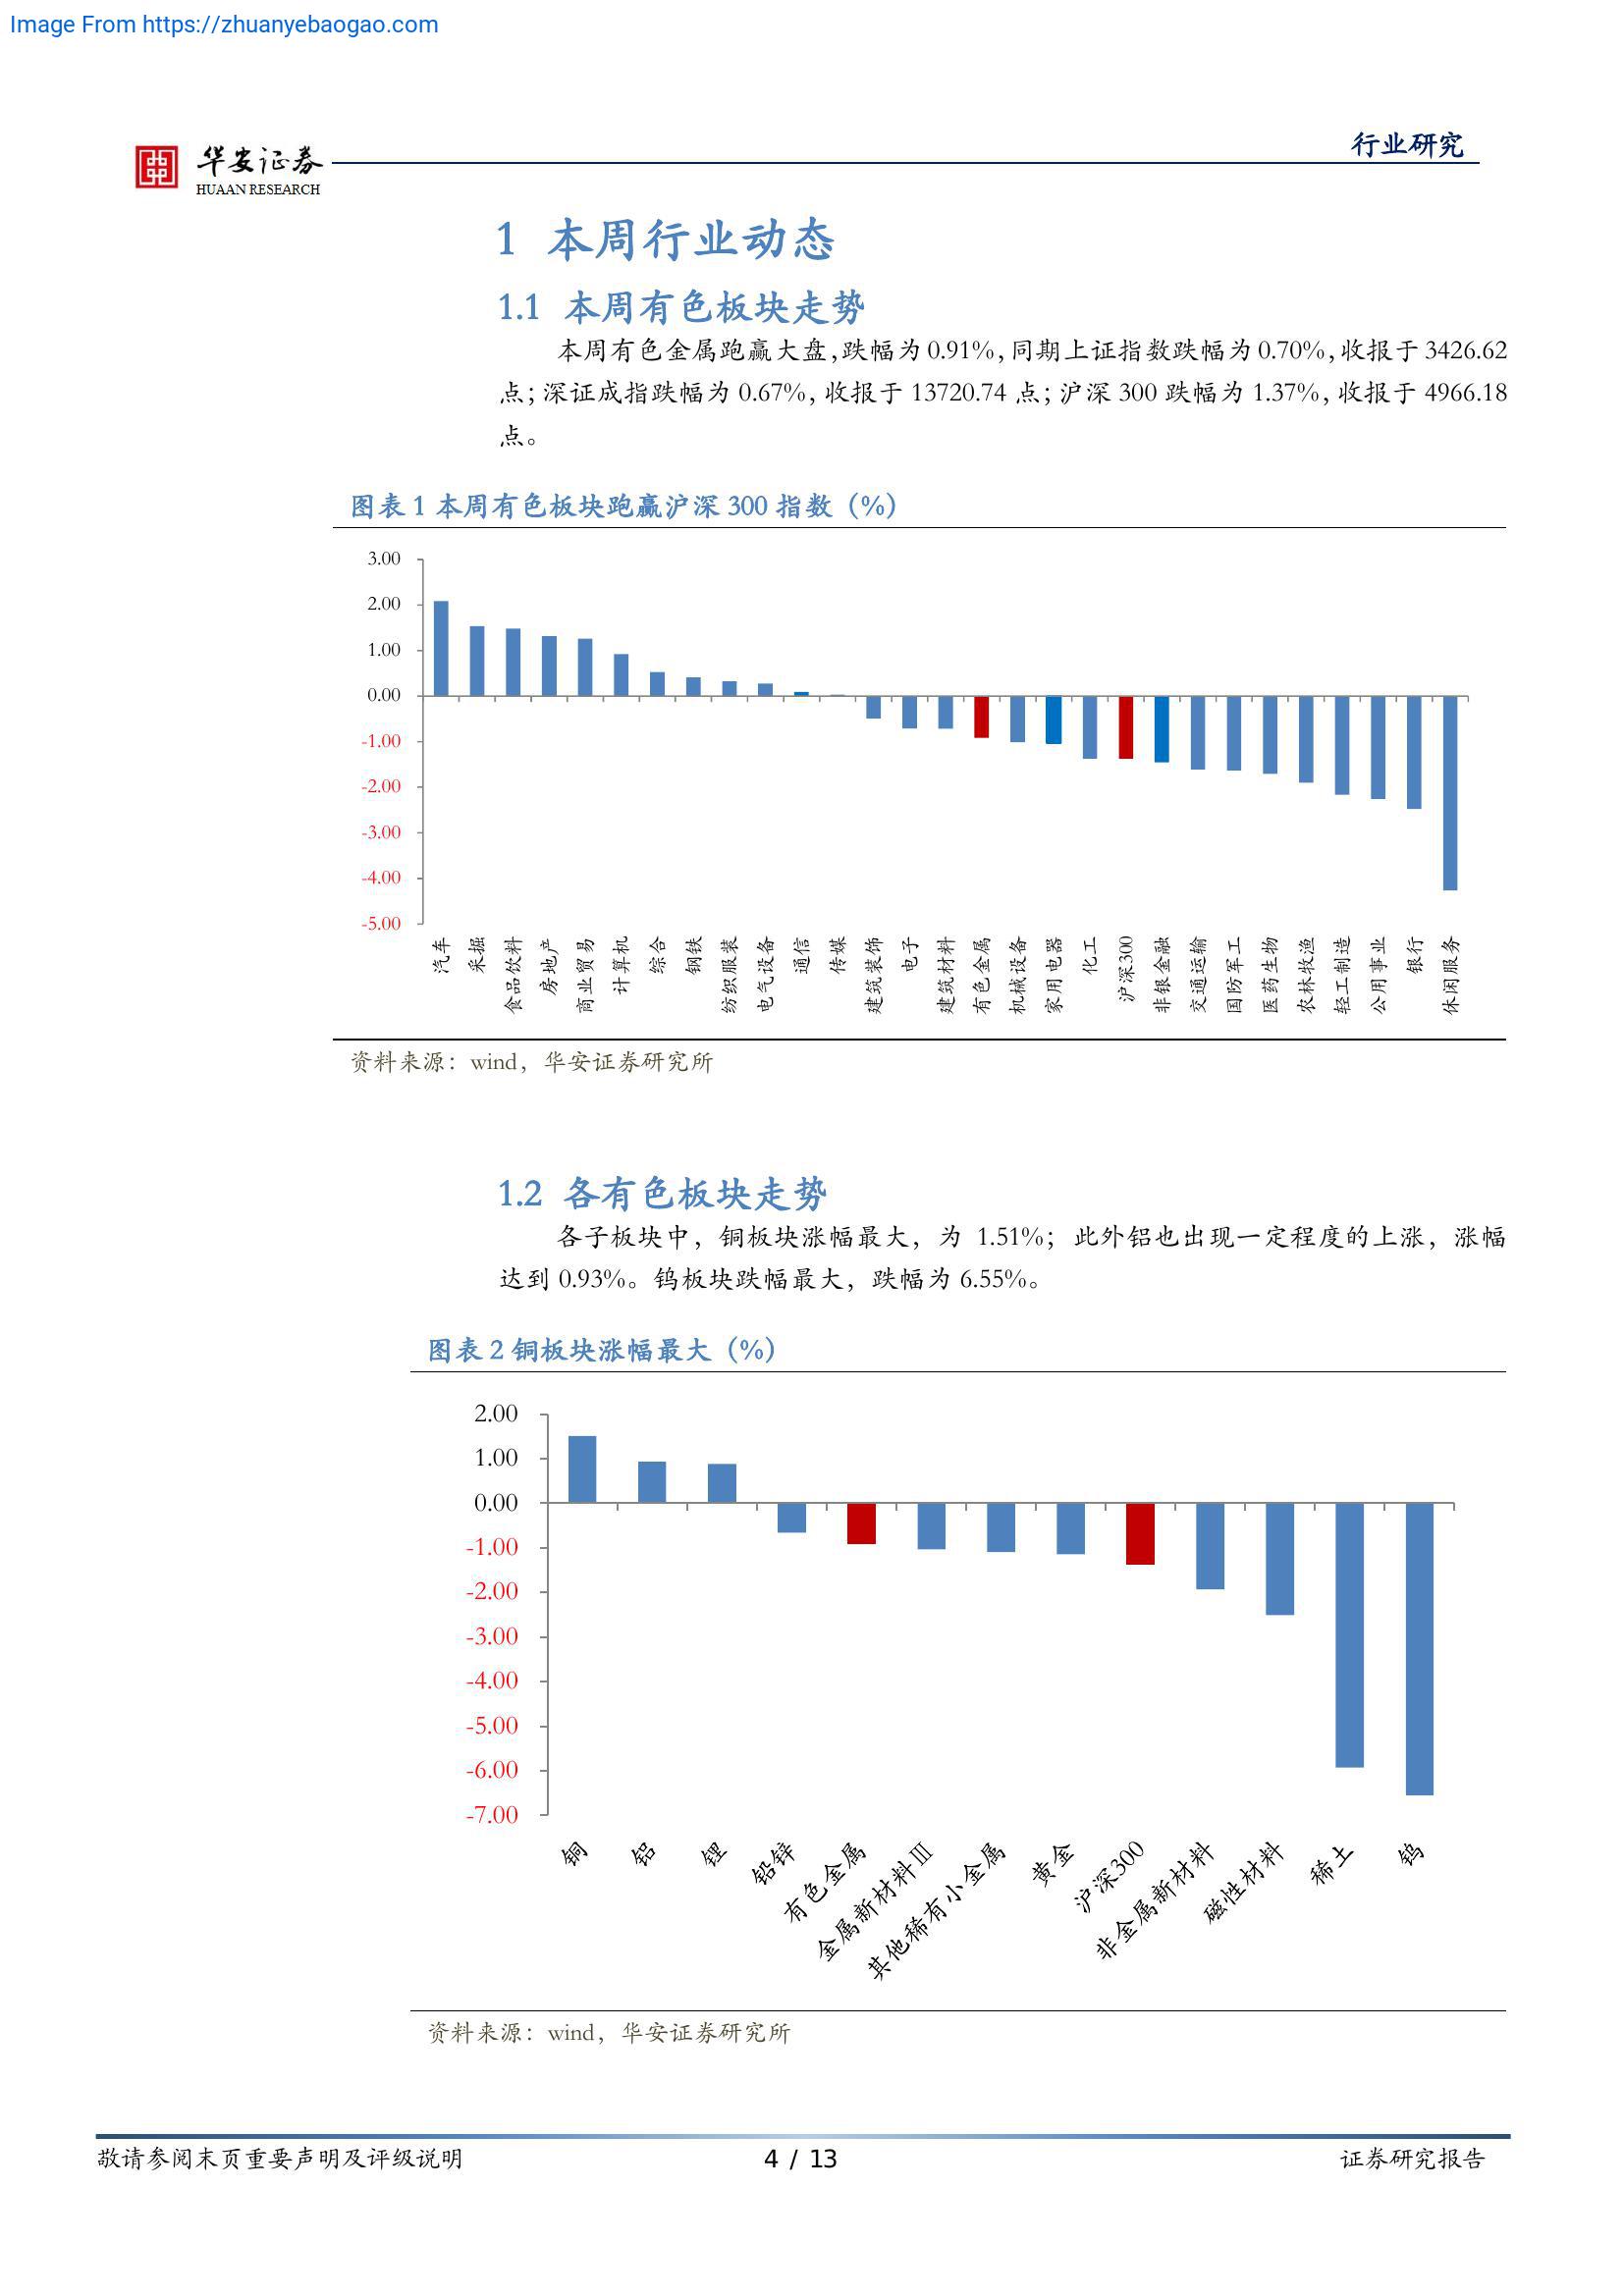 Image From https://zhuanyebaogao.com
华安证券
HUAAN RESEARCH
行业研究
1 本周行业动态
1.1 本周有色板块走势
本周有色金属跑赢大盘,跌幅为0.91%,同期上证指数跌幅为0.70%,收报于3426.62
点;深证成指跌幅为0.67%,收报于13720.74点;沪深300跌幅为1.37%,收报于4966.18
点。
图表1本周有色板块跑赢沪深300指数（%）
3.00
2.00
1.00
0.00
-1.00
-2.00
-3.00
-4.00
-5.00
汽车
采掘
食品饮料
房地产
商业贸易
计算机
综合
钢铁
纺织服装
电气设备
通信
传媒
建筑装饰
电子
建筑材料
有色金属
机械设备
家用电器
化工
沪深300
非银金融
交通运输
国防军工
医药生物
农林牧渔
轻工制造
公用事业
银行
休闲服务
资料来源：wind，华安证券研究所
1.2 各有色板块走势
各子板块中，铜板块涨幅最大，为 1.51%；此外铝也出现一定程度的上涨，涨幅
达到0.93%。钨板块跌幅最大，跌幅为6.55%。
图表2铜板块涨幅最大（%）
2.00
1.00
0.00
-1.00
-2.00
-3.00
-4.00
-5.00
-6.00
-7.00
铜
铝
锂
铅锌
有色金属
金属新材料Ⅲ
其他稀有小金属
黄金
沪深300
非金属新材料
磁性材料
稀土
钨
资料来源：wind，华安证券研究所
敬请参阅末页重要声明及评级说明
4 / 13
证券研究报告